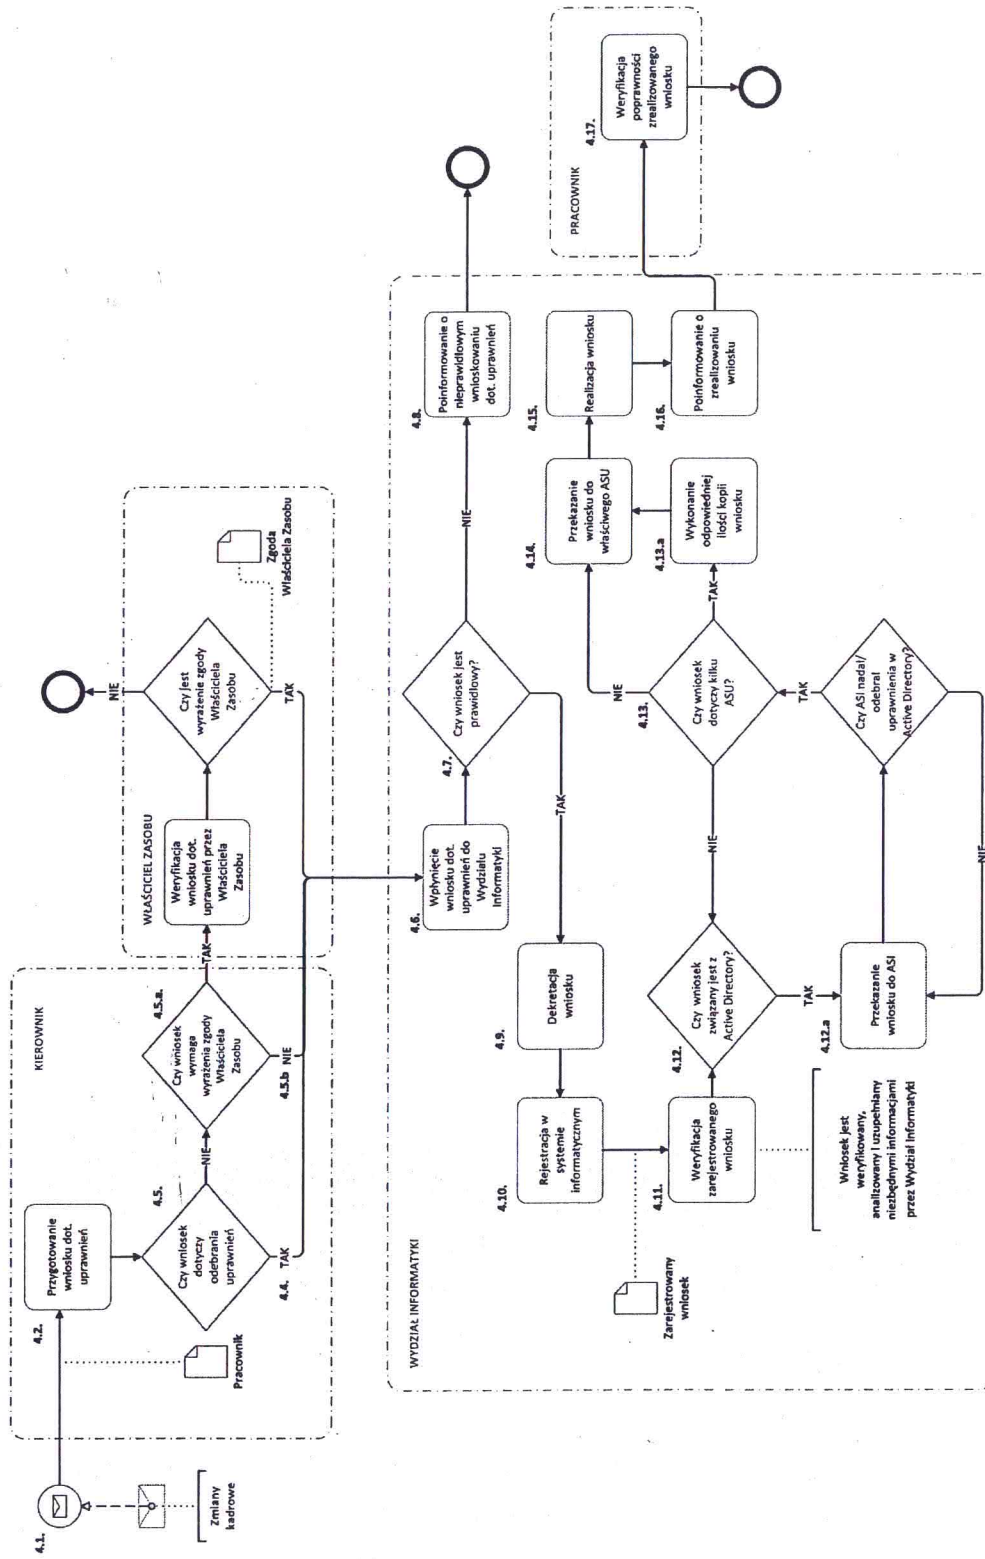 4.1.
Zmiany
kadrowe
KIEROWNIK
4.2.
Przygotowanie
wniosku dot.
uprawnień
Pracownik
4.4.
TAK
Czy wniosek
dotyczy
odebrania
uprawnień
4.5.
NIE
Czy wniosek
wymaga
wyrażenia zgody
Właściciela
Zasobu
4.5.a.
TAK
4.5.b
NIE
WŁAŚCICIEL ZASOBU
Weryfikacja
wniosku dot.
uprawnień przez
Właściciela
Zasobu
Czy jest
wyrażenie zgody
Właściciela
Zasobu
NIE
TAK
Zgoda
Właściciela Zasobu
WYDZIAŁ INFORMATYKI
4.6.
Wpłynięcie
wniosku dot.
uprawnień do
Wydziału
Informatyki
4.7.
Czy wniosek jest
prawidłowy?
NIE
TAK
4.8.
Poinformowanie o
nieprawidłowym
wnioskowaniu
dot. uprawnień
4.9.
Dekretacja
wniosku
4.10.
Rejestracja w
systemie
informatycznym
Zarejestrowany
wniosek
4.11.
Weryfikacja
zarejestrowanego
wniosku
Wniosek jest
weryfikowany,
analizowany i uzupełniany
niezbędnymi informacjami
przez Wydział Informatyki
4.12.
Czy wniosek
związany jest z
Active Directory?
TAK
NIE
4.12.a
Przekazanie
wniosku do ASI
Czy ASI nadał/
odebrał
uprawnienia w
Active Directory?
TAK
NIE
4.13.
Czy wniosek
dotyczy kilku
ASU?
NIE
TAK
4.13.a
Wykonanie
odpowiedniej
ilości kopii
wniosku
4.14.
Przekazanie
wniosku do
właściwego ASU
4.15.
Realizacja wniosku
4.16.
Poinformowanie o
zrealizowaniu
wniosku
PRACOWNIK
4.17.
Weryfikacja
poprawności
zrealizowanego
wniosku